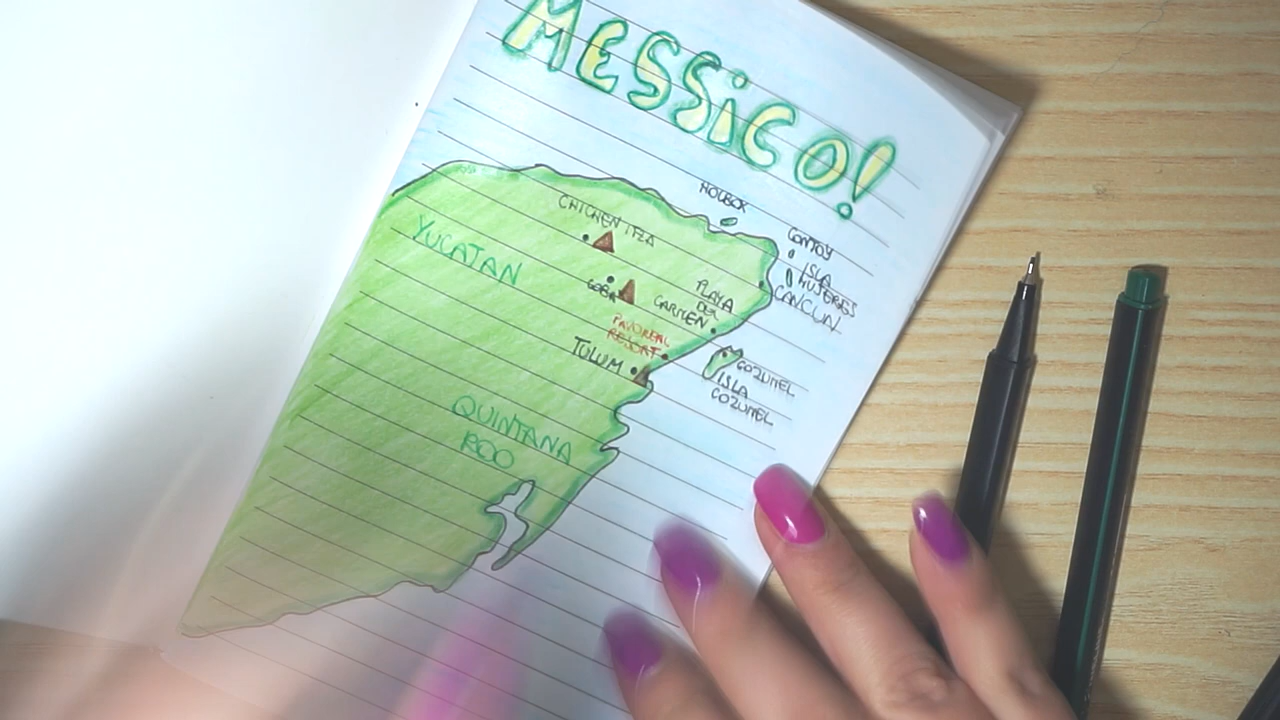 MESSICO!
HOLBOX
CHICHEN ITZA
CONTOY
YUCATAN
ISLA
MUJERES
CANCUN
COBA
PLAYA
DEL
CARMEN
RESORT
TULUM
COZUMEL
ISLA
COZUMEL
QUINTANA
ROO